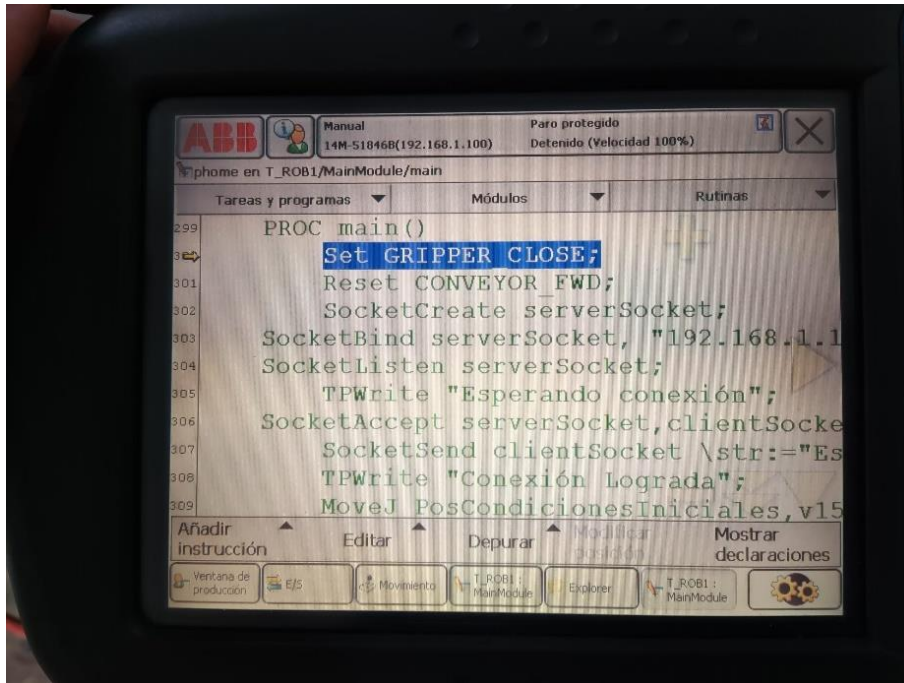 ABB
Manual
14M-51846B(192.168.1.100)
Paro protegido
Detenido (Velocidad 100%)
phome en T_ROB1/MainModule/main
Tareas y programas
Módulos
Rutinas
299 PROC main()
Set GRIPPER CLOSE;
301 Reset CONVEYOR_FWD;
302 SocketCreate serverSocket;
303 SocketBind serverSocket, "192.168.1.1
304 SocketListen serverSocket;
305 TPWrite "Esperando conexión";
306 SocketAccept serverSocket,clientSocke
307 SocketSend clientSocket \str:="Es
308 TPWrite "Conexión Lograda";
309 MoveJ PosCondicionesIniciales,v15
Añadir
instrucción
Editar
Depurar
Modificar
posición
Mostrar
declaraciones
Ventana de
producción
E/S
Movimiento
T_ROB1 :
MainModule
Explorer
T_ROB1 :
MainModule